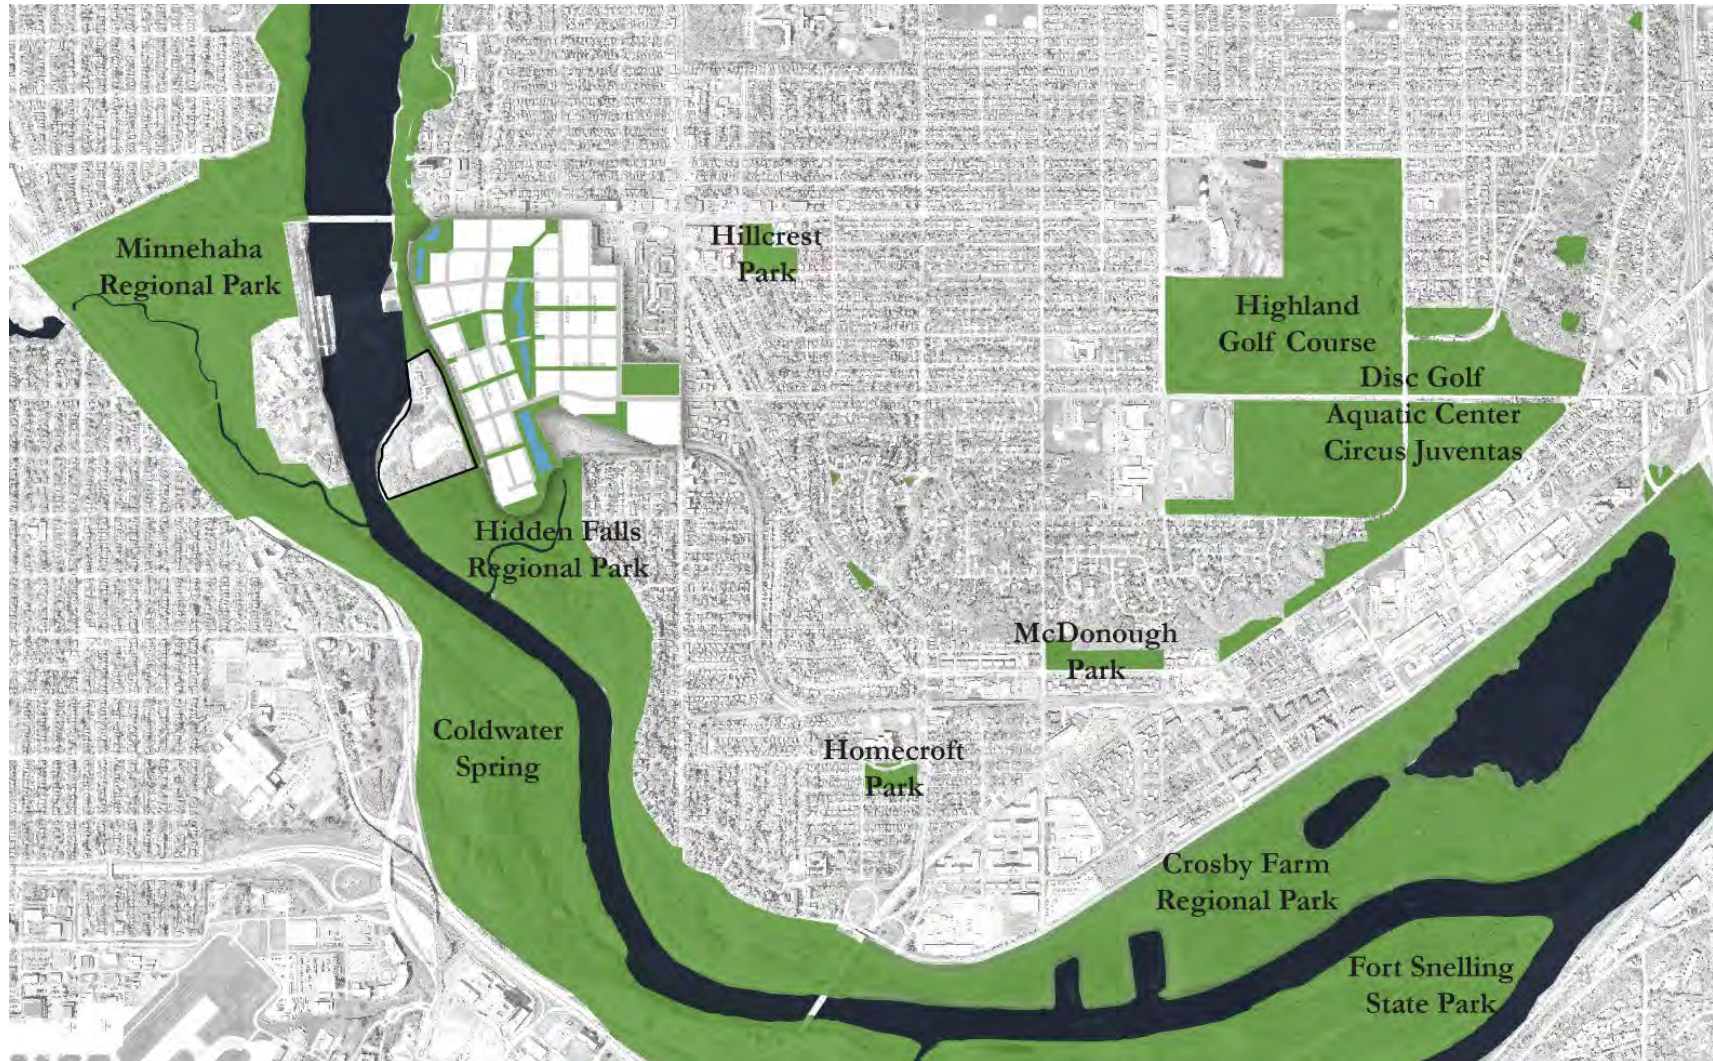 Minnehaha
Regional Park
Hillcrest
Park
Highland
Golf Course
Disc Golf
Aquatic Center
Circus Juventas
Hidden Falls
Regional Park
McDonough
Park
Coldwater
Spring
Homecroft
Park
Crosby Farm
Regional Park
Fort Snelling
State Park